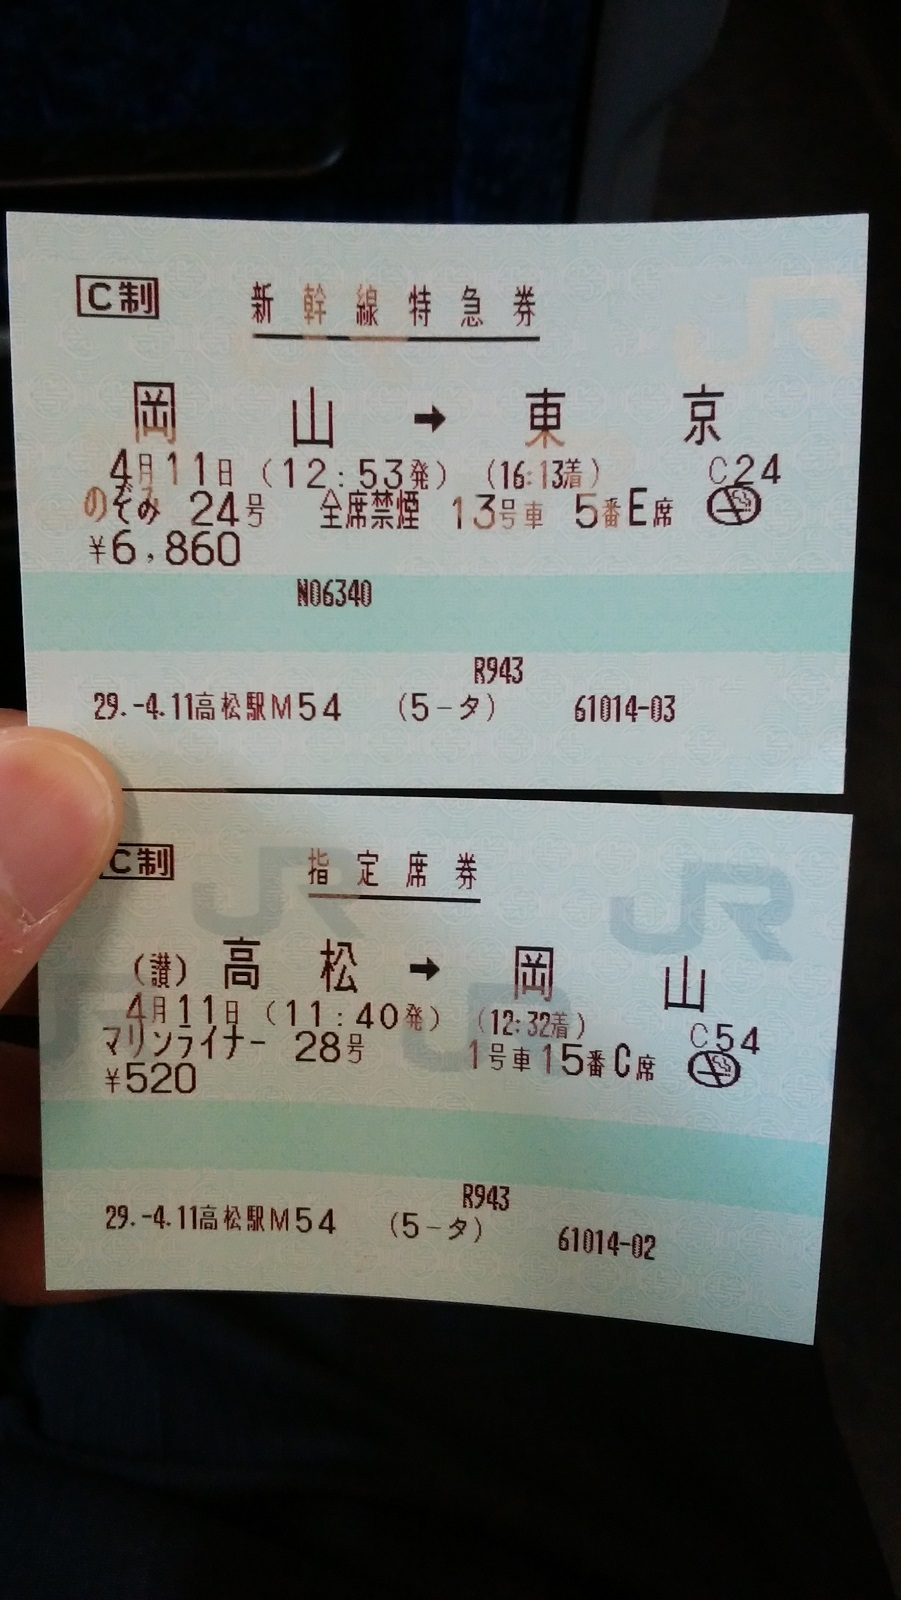 C制 新幹線特急券
岡山 → 東京
4月11日 (12:53発) (16:13着) C24
のぞみ 24号 全席禁煙 13号車 5番E席
¥6,860
N06340
R943
29.-4.11高松駅M54 (5-タ) 61014-03
C制 指定席券
(讃)高松 → 岡山
4月11日 (11:40発) (12:32着) C54
マリンライナー 28号 1号車15番C席
¥520
R943
29.-4.11高松駅M54 (5-タ) 61014-02